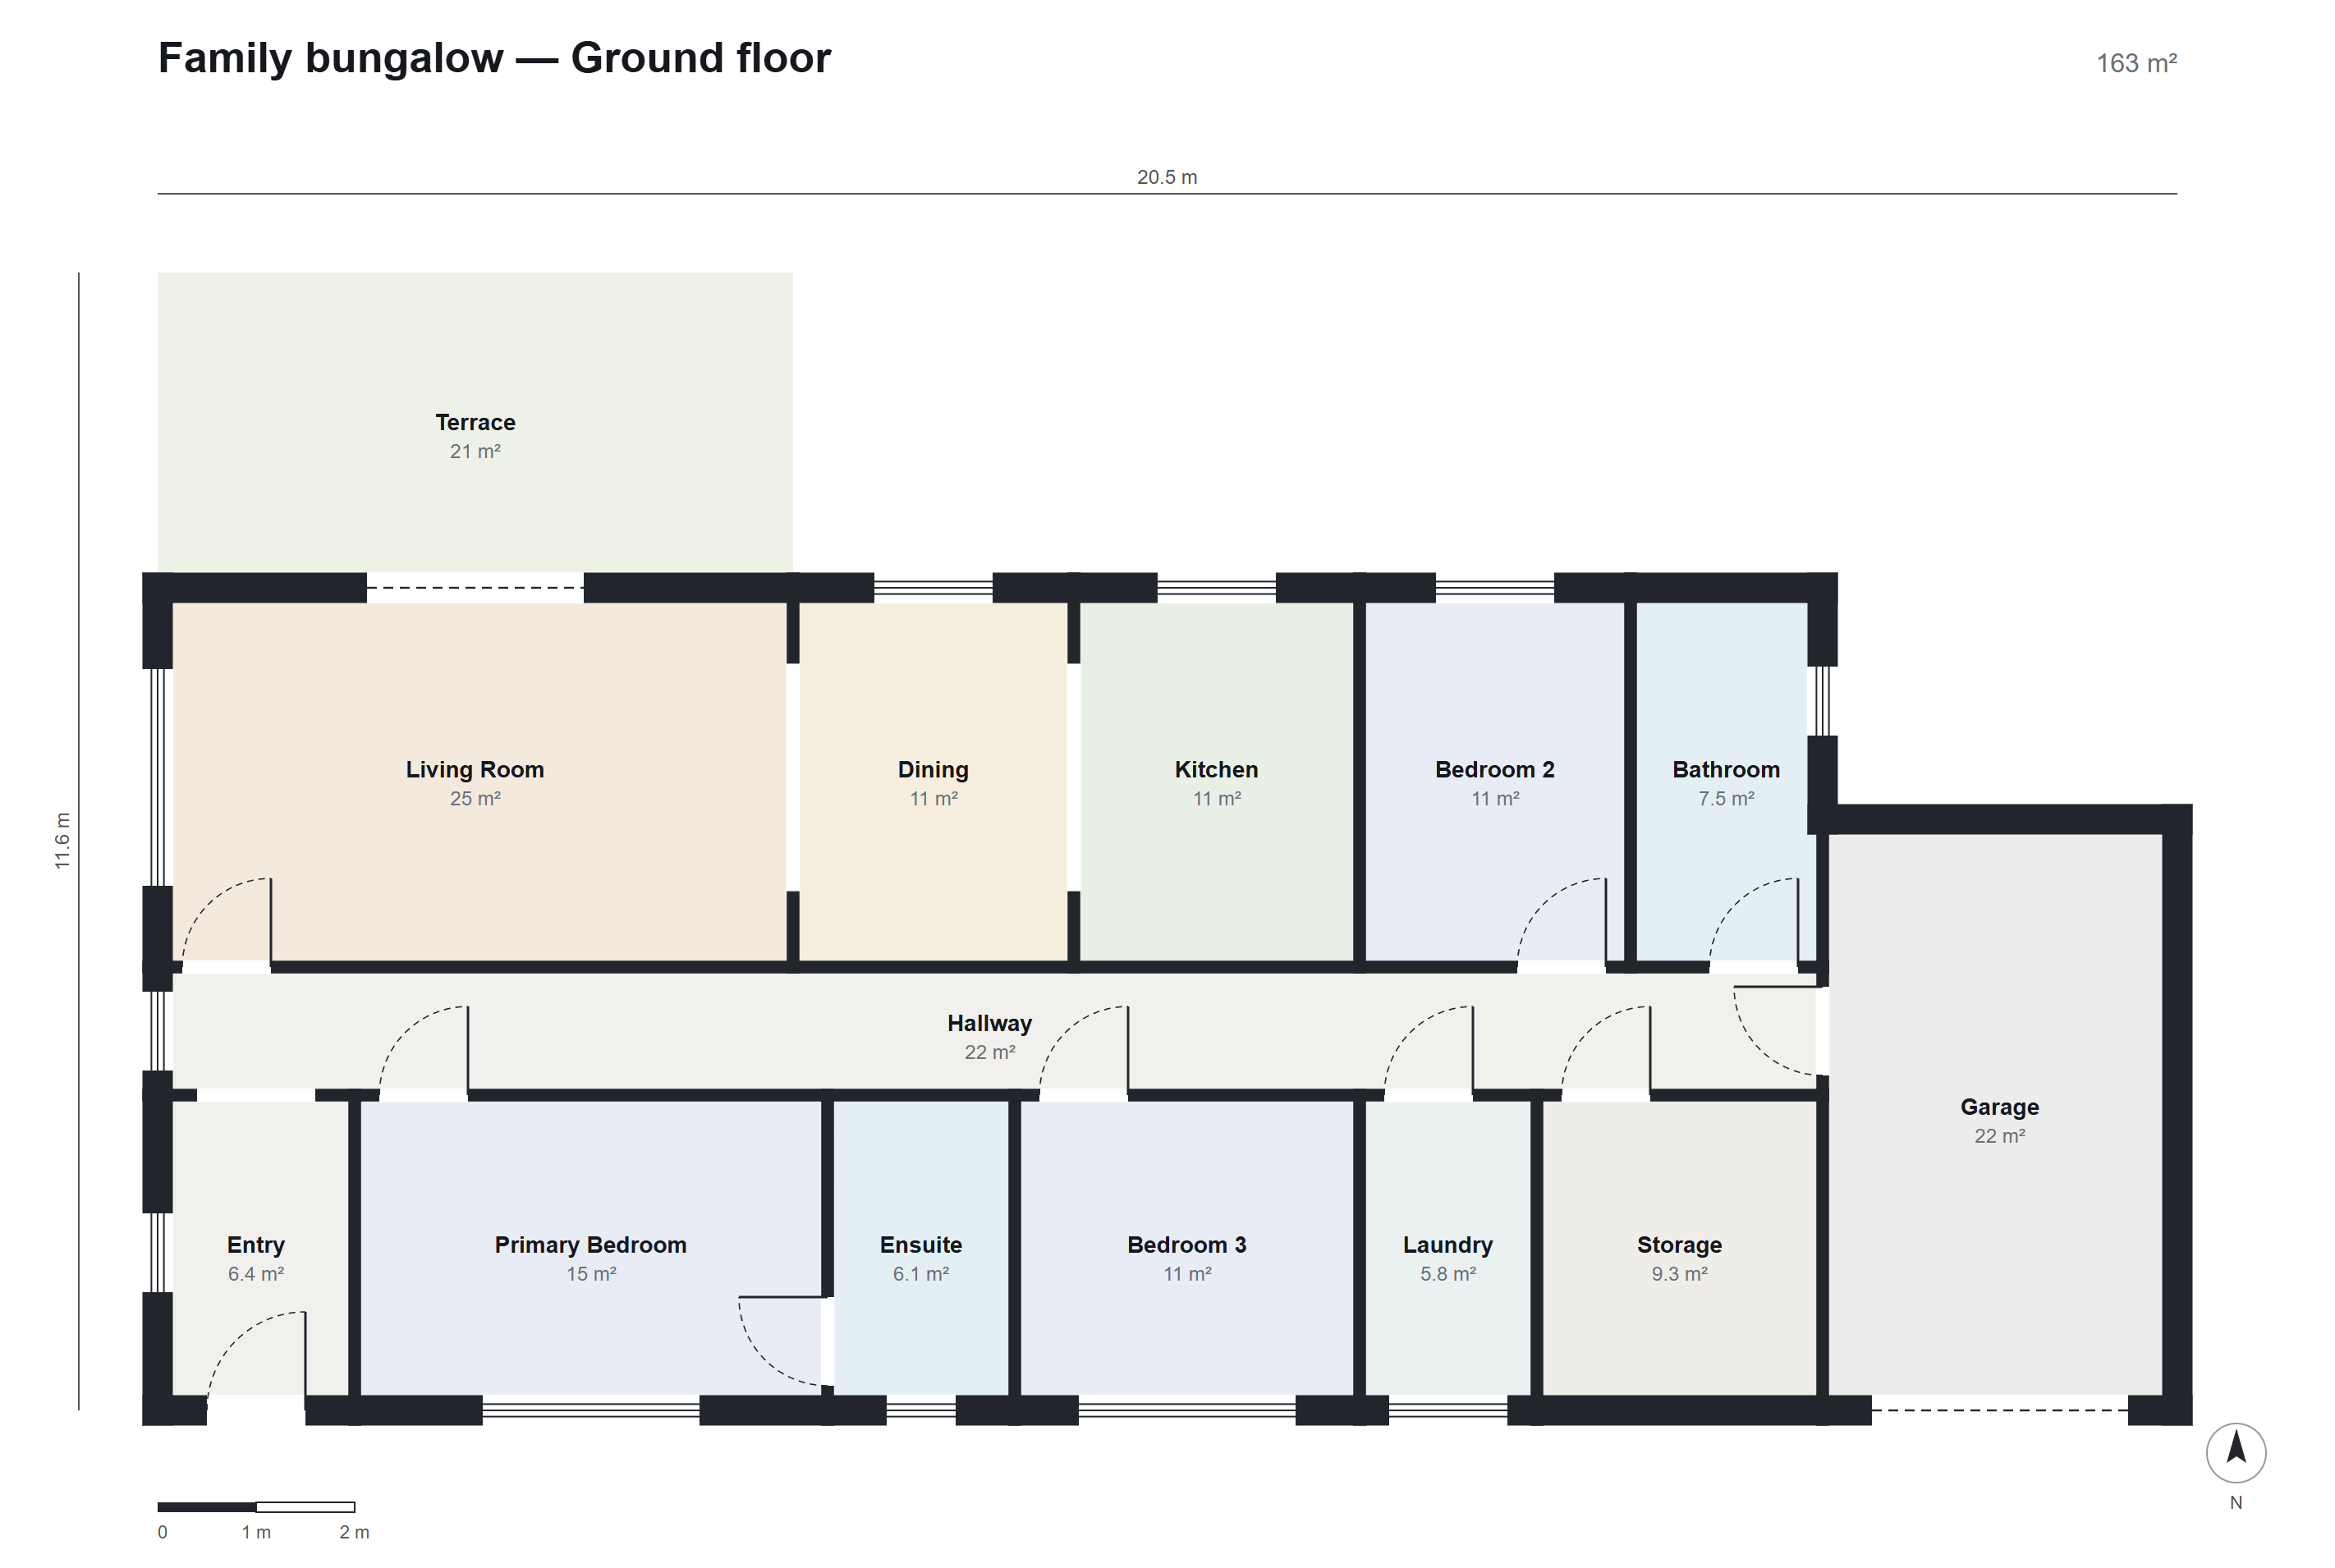 Family bungalow — Ground floor
163 m²
20.5 m
11.6 m
Terrace
21 m²
Living Room
25 m²
Dining
11 m²
Kitchen
11 m²
Bedroom 2
11 m²
Bathroom
7.5 m²
Hallway
22 m²
Garage
22 m²
Entry
6.4 m²
Primary Bedroom
15 m²
Ensuite
6.1 m²
Bedroom 3
11 m²
Laundry
5.8 m²
Storage
9.3 m²
0 1 m 2 m
N